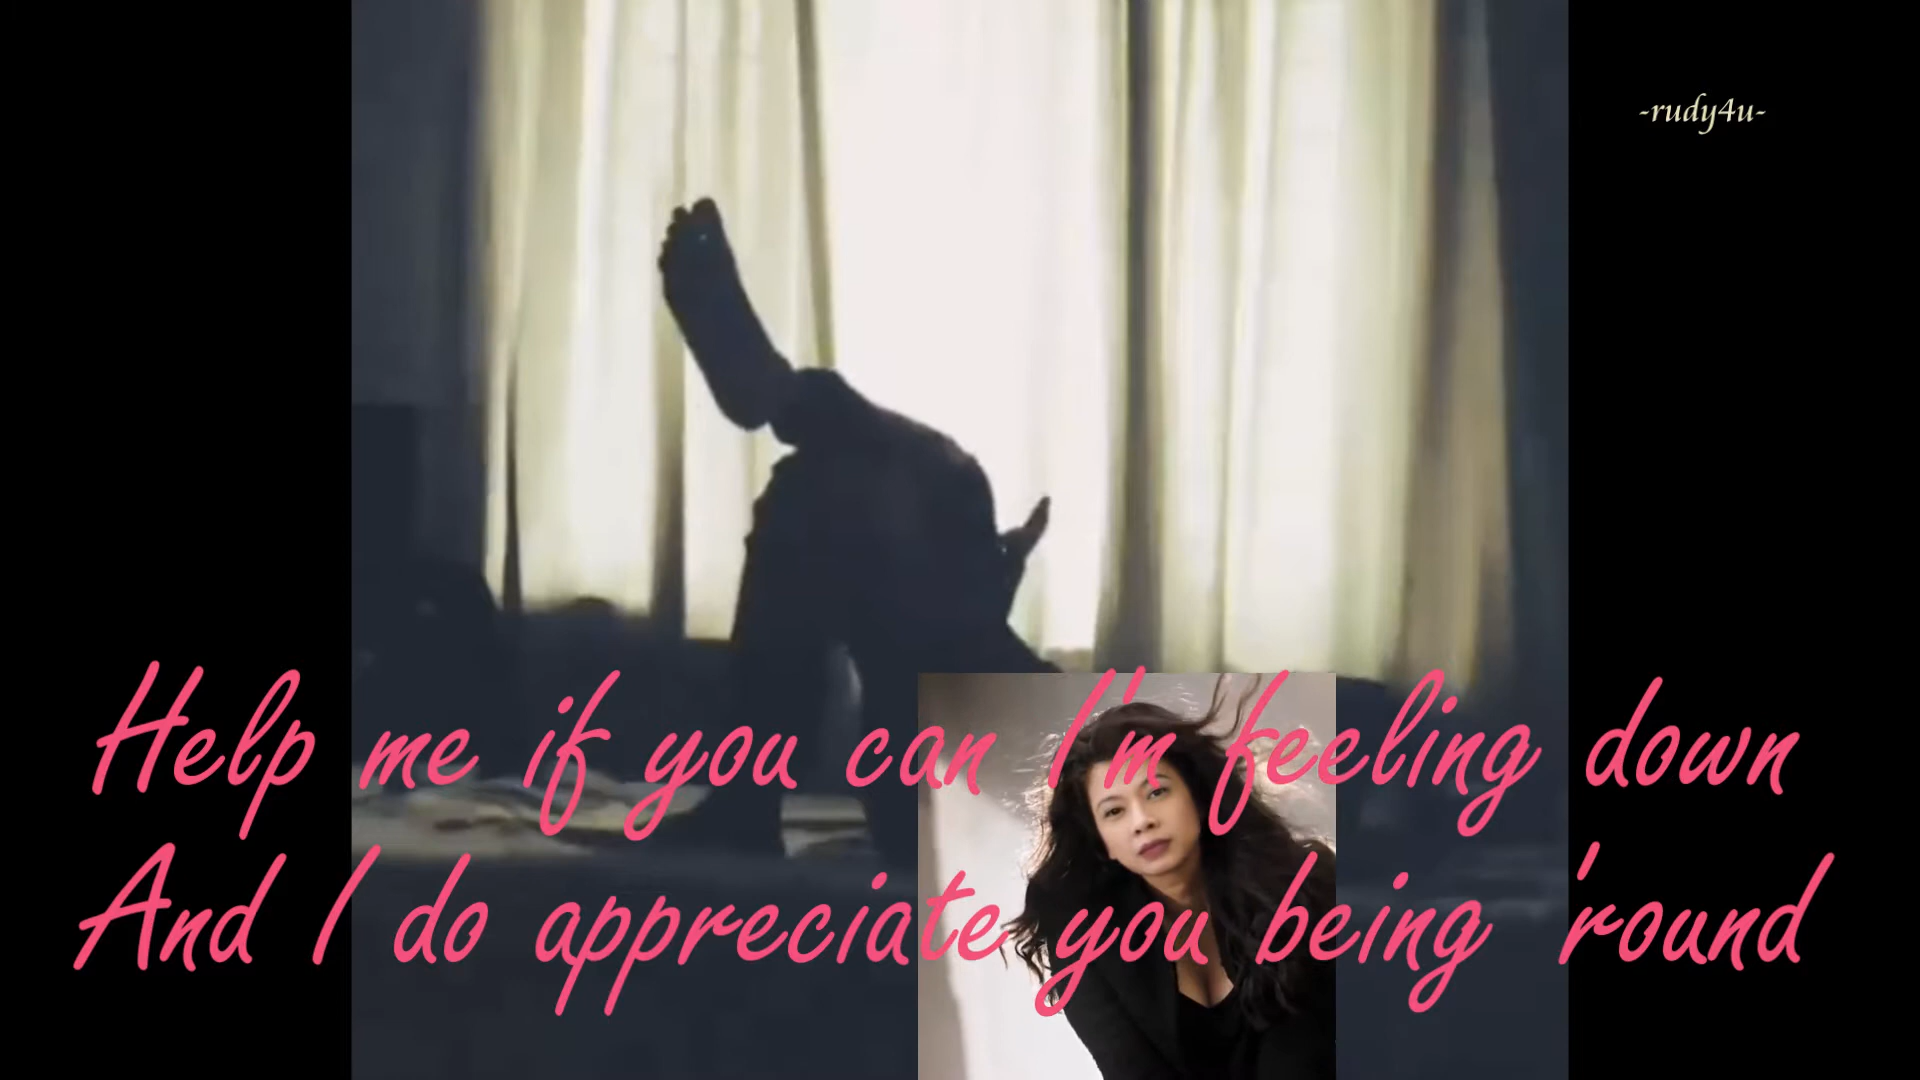 -rudy4u-
Help me if you can I'm feeling down
And I do appreciate you being 'round